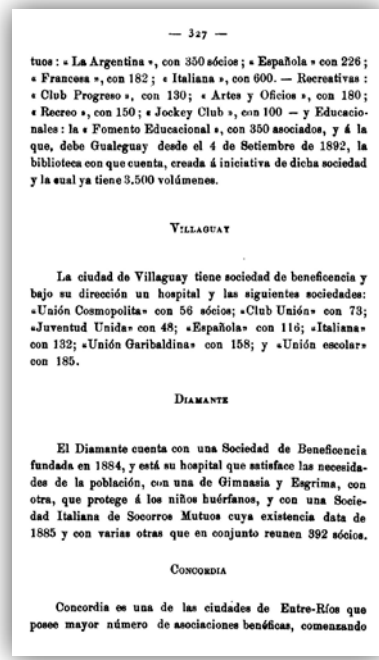 — 327 —
tuos : « La Argentina », con 350 sócios ; « Española » con 226 ;
« Francesa », con 182 ; « Italiana », con 600. — Recreativas :
« Club Progreso », con 130; « Artes y Oficios », con 180;
« Recreo », con 150; « Jockey Club », con 100 — y Educacio-
nales : la « Fomento Educacional », con 350 asociados, y á la
que, debe Gualeguay desde el 4 de Setiembre de 1892, la
biblioteca con que cuenta, creada á iniciativa de dicha sociedad
y la cual ya tiene 3.500 volúmenes.
VILLAGUAY
La ciudad de Villaguay tiene sociedad de beneficencia y
bajo su dirección un hospital y las siguientes sociedades:
«Unión Cosmopolita» con 56 sócios; «Club Unión» con 73;
«Juventud Unida» con 48; «Española» con 116; «Italiana»
con 132; «Unión Garibaldina» con 158; y «Unión escolar»
con 185.
DIAMANTE
El Diamante cuenta con una Sociedad de Beneficencia
fundada en 1884, y está su hospital que satisface las necesida-
des de la población, con una de Gimnasia y Esgrima, con
otra, que protege á los niños huérfanos, y con una Socie-
dad Italiana de Socorros Mutuos cuya existencia data de
1885 y con varias otras que en conjunto reunen 392 sócios.
CONCORDIA
Concordia es una de las ciudades de Entre-Ríos que
posee mayor número de asociaciones benéficas, comenzando